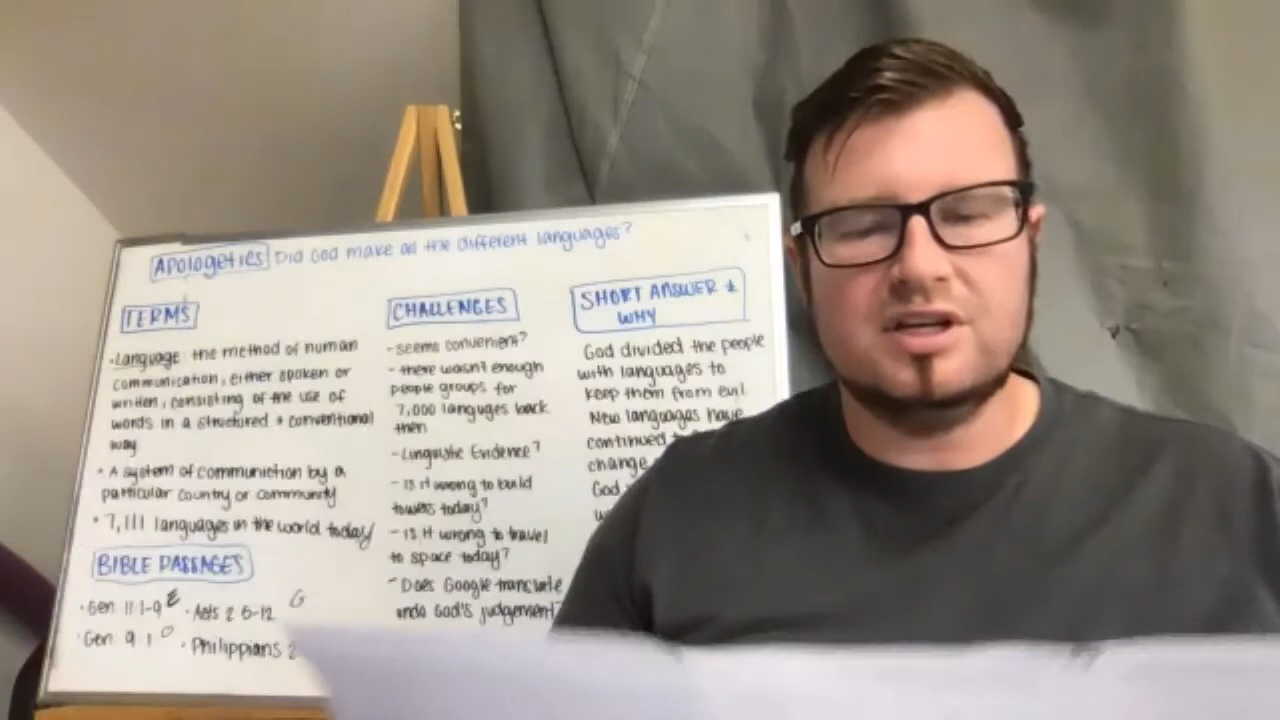 APOLOGETICS Did God make all the different languages?
TERMS
• Language: the method of human
communication, either spoken or
written, consisting of the use of
words in a structured + conventional
way
• A system of communiction by a
particular country or community
• 7,111 languages in the world today
BIBLE PASSAGES
• Gen 11 1-9 E • Acts 2 5-12 G
• Gen 9 1 • Philippians 2
CHALLENGES
- seems convenient?
- there wasn't enough
people groups for
7,000 languges back
then
- Linguistic Evidence?
- Is it wrong to build
towers today?
- Is it wrong to travel
to space today?
- Does Google translate
undo God's judgement?
SHORT ANSWER +
WHY
God divided the people
with languages to
keep them from evil.
New languages have
continued
change
God